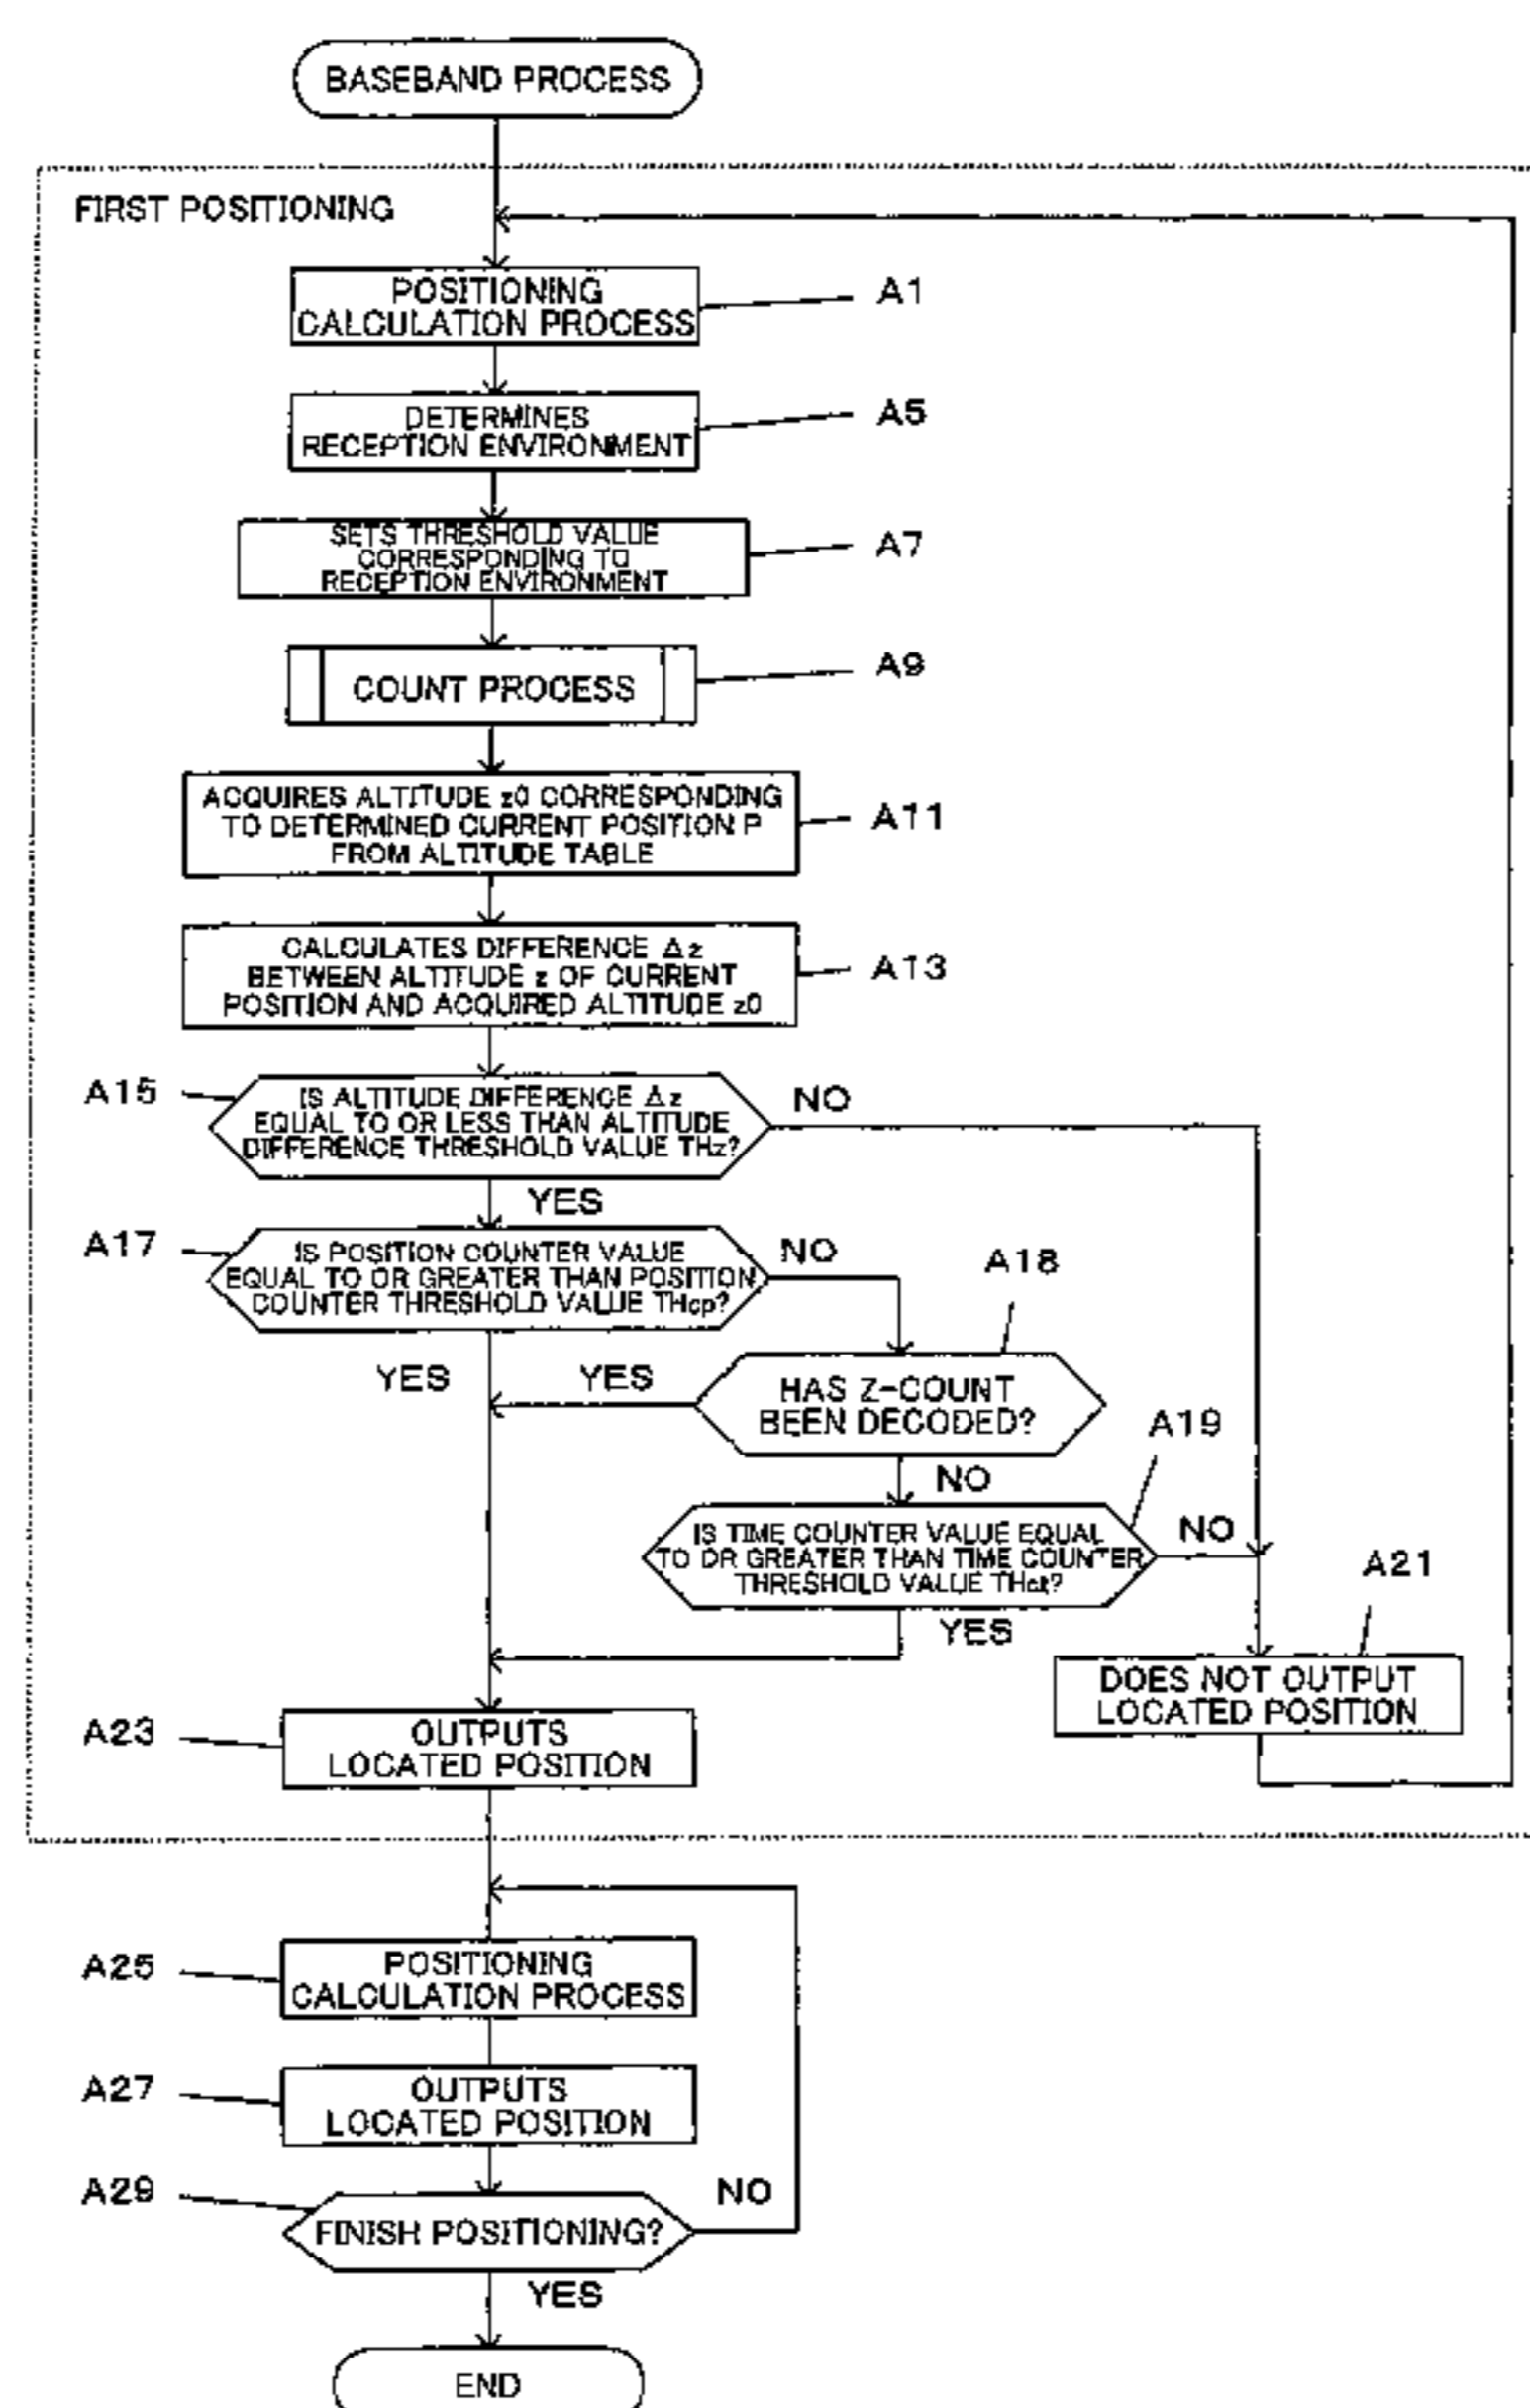 BASEBAND PROCESS
FIRST POSITIONING
POSITIONING
CALCULATION PROCESS
A1
DETERMINES
RECEPTION ENVIRONMENT
A5
SETS THRESHOLD VALUE
CORRESPONDING TO
RECEPTION ENVIRONMENT
A7
COUNT PROCESS
A9
ACQUIRES ALTITUDE z0 CORRESPONDING
TO DETERMINED CURRENT POSITION P
FROM ALTITUDE TABLE
A11
CALCULATES DIFFERENCE Δz
BETWEEN ALTITUDE z OF CURRENT
POSITION AND ACQUIRED ALTITUDE z0
A13
A15
IS ALTITUDE DIFFERENCE Δz
EQUAL TO OR LESS THAN ALTITUDE
DIFFERENCE THRESHOLD VALUE THz?
NO
YES
A17
IS POSITION COUNTER VALUE
EQUAL TO OR GREATER THAN POSITION
COUNTER THRESHOLD VALUE THcp?
NO
A18
YES
YES
HAS Z-COUNT
BEEN DECODED?
A19
NO
IS TIME COUNTER VALUE EQUAL
TO OR GREATER THAN TIME COUNTER
THRESHOLD VALUE THct?
NO
A21
YES
DOES NOT OUTPUT
LOCATED POSITION
A23
OUTPUTS
LOCATED POSITION
A25
POSITIONING
CALCULATION PROCESS
A27
OUTPUTS
LOCATED POSITION
A29
FINISH POSITIONING?
NO
YES
END